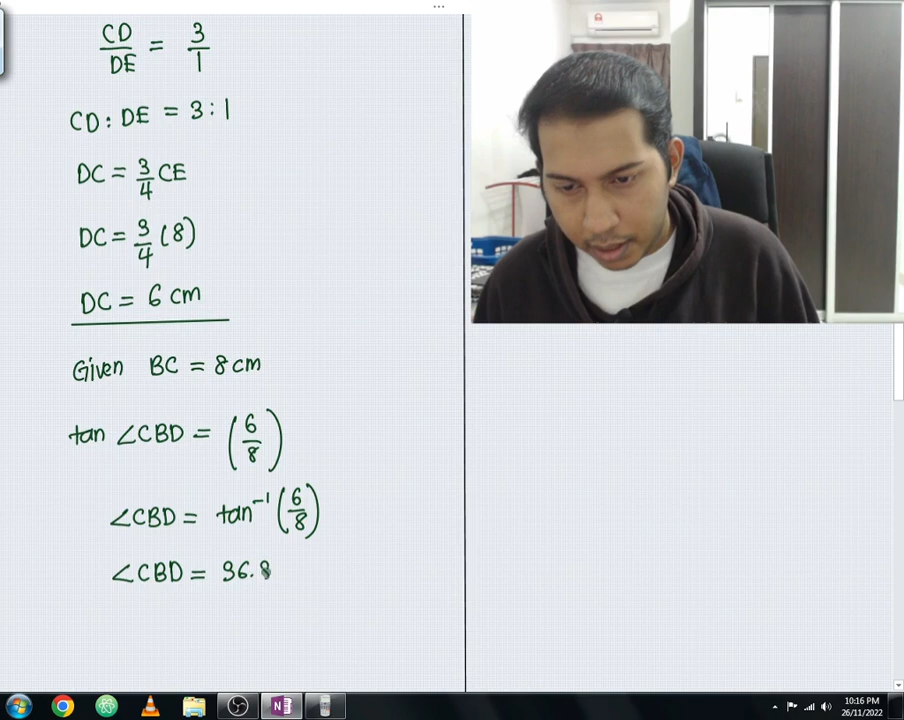 CD/DE = 3/1
CD : DE = 3 : 1
DC = 3/4 CE
DC = 3/4 (8)
DC = 6 cm
Given BC = 8 cm
tan ∠CBD = (6/8)
∠CBD = tan⁻¹ (6/8)
∠CBD = 36.8
10:16 PM
26/11/2022